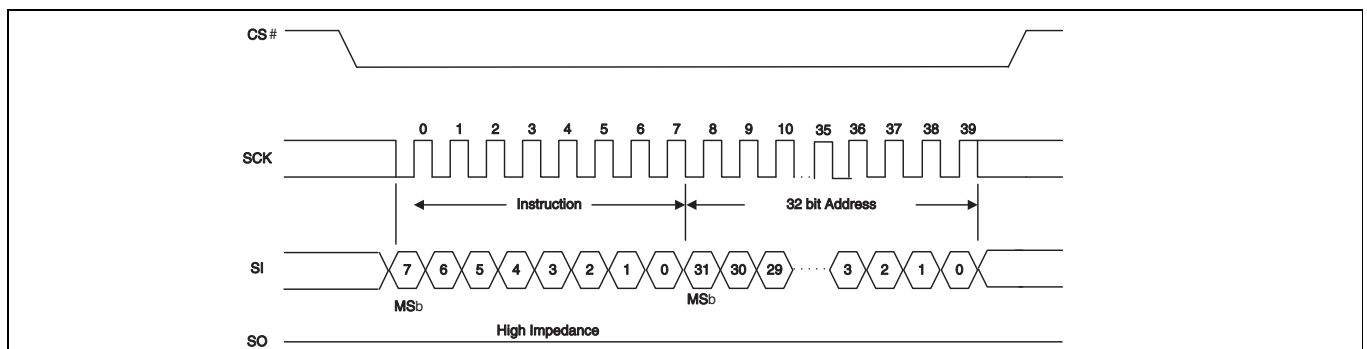 CS#
0 1 2 3 4 5 6 7 8 9 10 35 36 37 38 39
SCK
Instruction 32 bit Address
SI 7 6 5 4 3 2 1 0 31 30 29 3 2 1 0
MSb MSb
High Impedance
SO